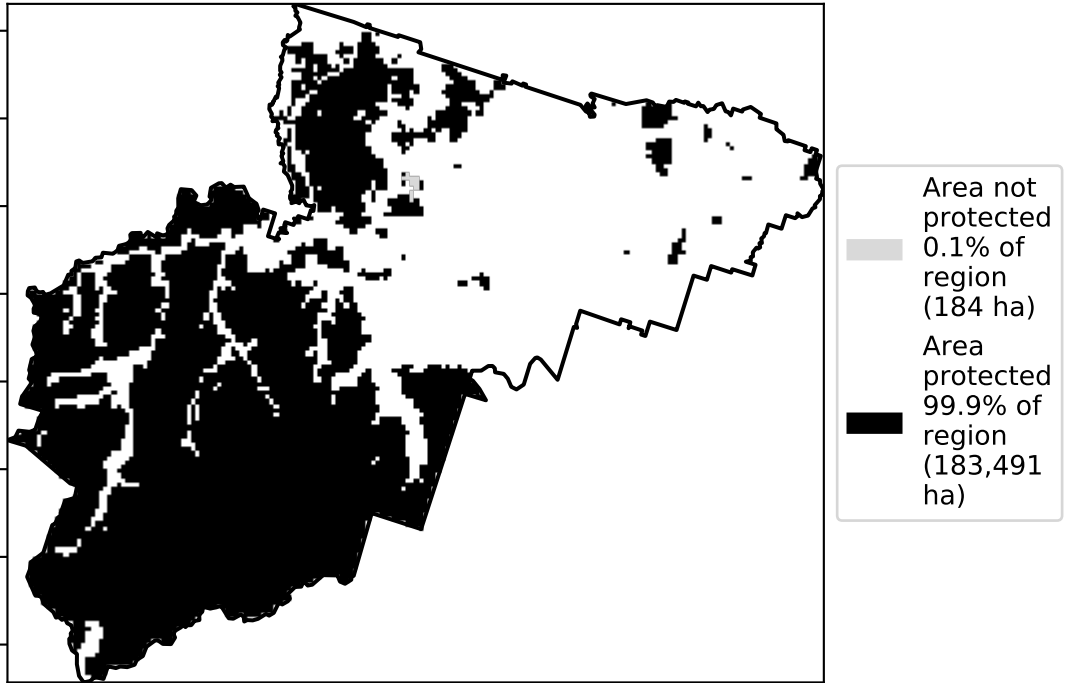 Area not
protected
0.1% of
region
(184 ha)
Area
protected
99.9% of
region
(183,491
ha)